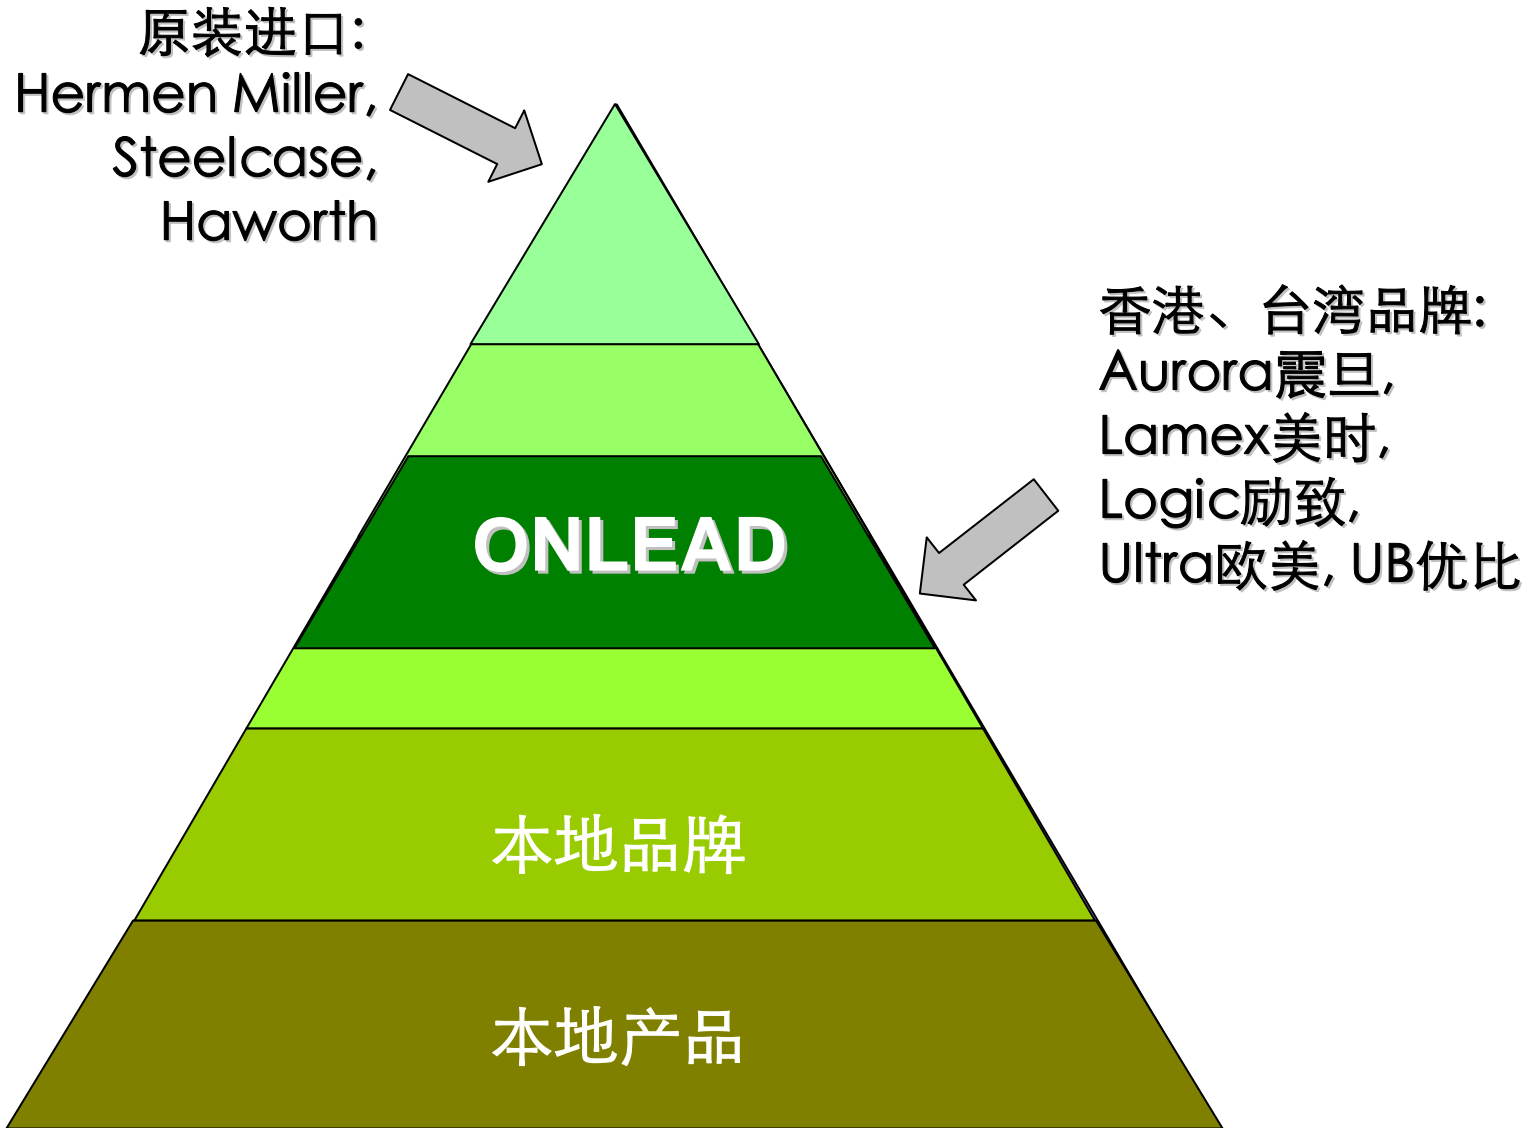 原装进口:
Hermen Miller,
Steelcase,
Haworth
香港、台湾品牌:
Aurora震旦,
Lamex美时,
Logic励致,
Ultra欧美, UB优比
ONLEAD
本地品牌
本地产品